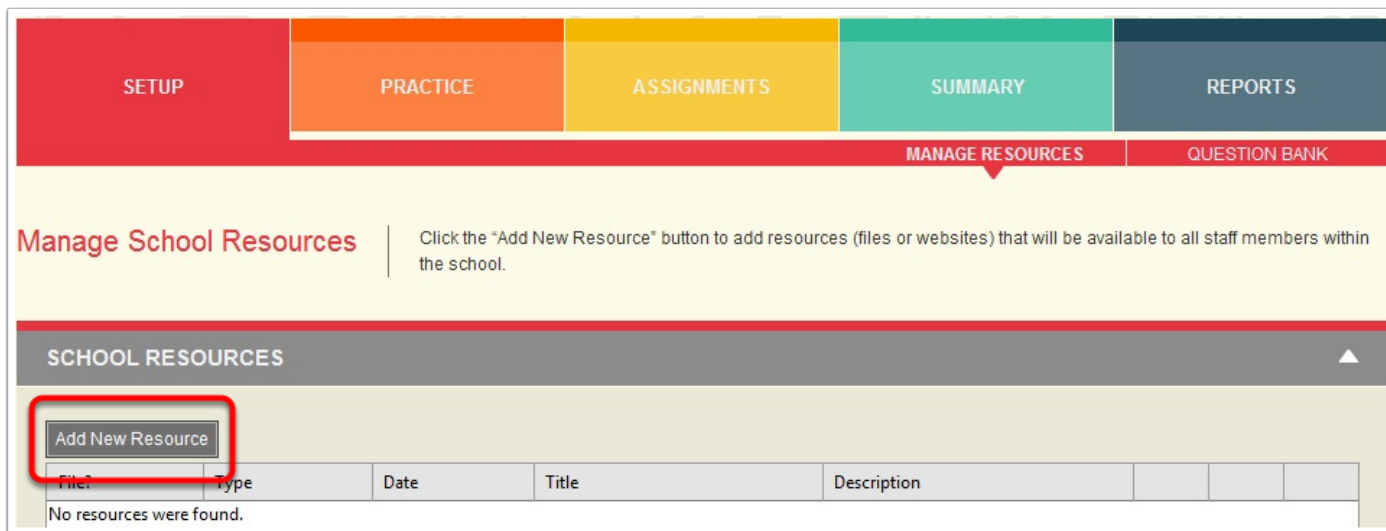 SETUP PRACTICE ASSIGNMENTS SUMMARY REPORTS
MANAGE RESOURCES QUESTION BANK
Manage School Resources
Click the “Add New Resource” button to add resources (files or websites) that will be available to all staff members within
the school.
SCHOOL RESOURCES
Add New Resource
File? Type Date Title Description
No resources were found.